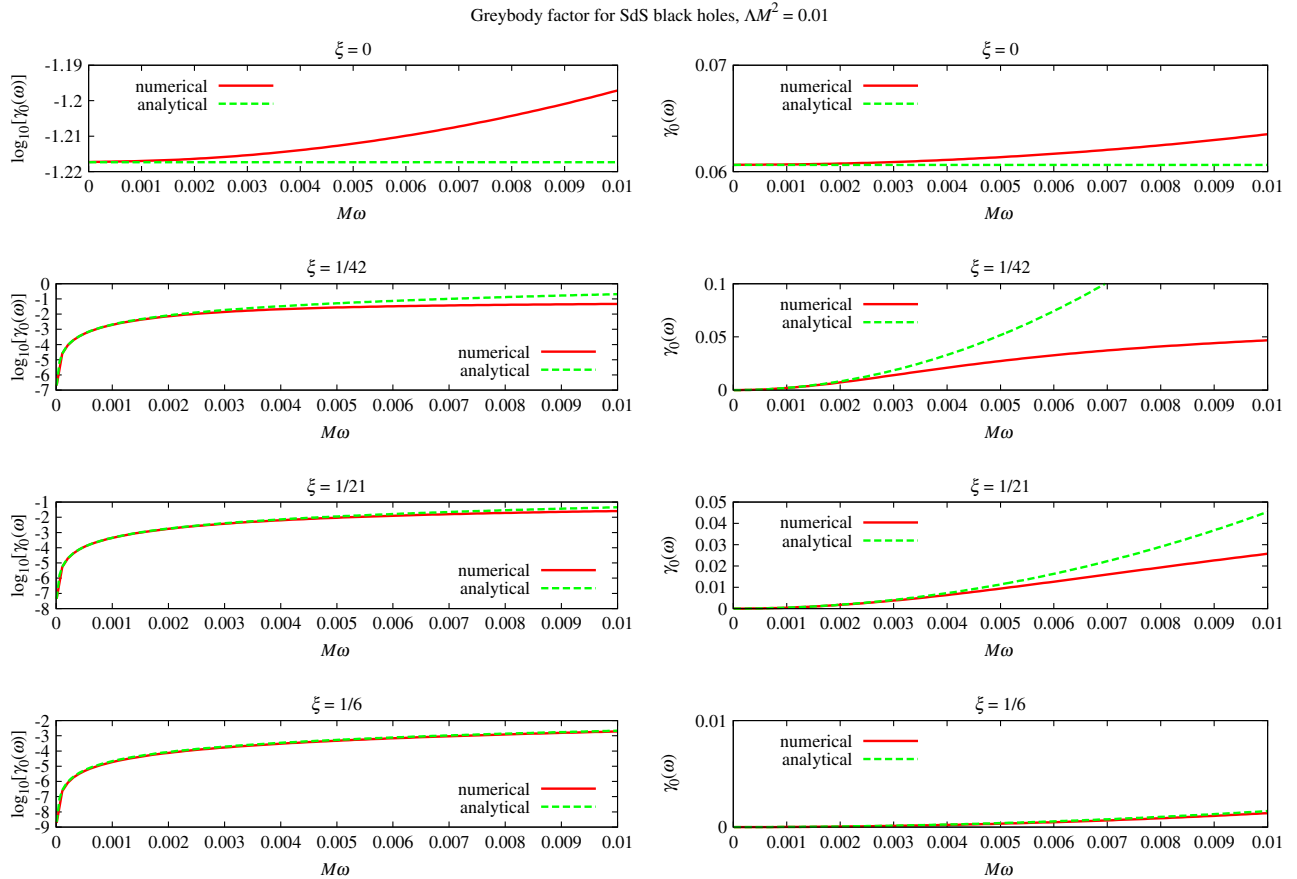 Greybody factor for SdS black holes, ΛM² = 0.01
ξ = 0
log₁₀[γ₀(ω)]
-1.19
-1.2
-1.21
-1.22
numerical
analytical
0 0.001 0.002 0.003 0.004 0.005 0.006 0.007 0.008 0.009 0.01
Mω
ξ = 0
γ₀(ω)
0.07
0.06
numerical
analytical
0 0.001 0.002 0.003 0.004 0.005 0.006 0.007 0.008 0.009 0.01
Mω
ξ = 1/42
log₁₀[γ₀(ω)]
0
-1
-2
-3
-4
-5
-6
-7
numerical
analytical
0 0.001 0.002 0.003 0.004 0.005 0.006 0.007 0.008 0.009 0.01
Mω
ξ = 1/42
γ₀(ω)
0.1
0.05
0
numerical
analytical
0 0.001 0.002 0.003 0.004 0.005 0.006 0.007 0.008 0.009 0.01
Mω
ξ = 1/21
log₁₀[γ₀(ω)]
-1
-2
-3
-4
-5
-6
-7
-8
numerical
analytical
0 0.001 0.002 0.003 0.004 0.005 0.006 0.007 0.008 0.009 0.01
Mω
ξ = 1/21
γ₀(ω)
0.05
0.04
0.03
0.02
0.01
0
numerical
analytical
0 0.001 0.002 0.003 0.004 0.005 0.006 0.007 0.008 0.009 0.01
Mω
ξ = 1/6
log₁₀[γ₀(ω)]
-2
-3
-4
-5
-6
-7
-8
-9
numerical
analytical
0 0.001 0.002 0.003 0.004 0.005 0.006 0.007 0.008 0.009 0.01
Mω
ξ = 1/6
γ₀(ω)
0.01
0
numerical
analytical
0 0.001 0.002 0.003 0.004 0.005 0.006 0.007 0.008 0.009 0.01
Mω